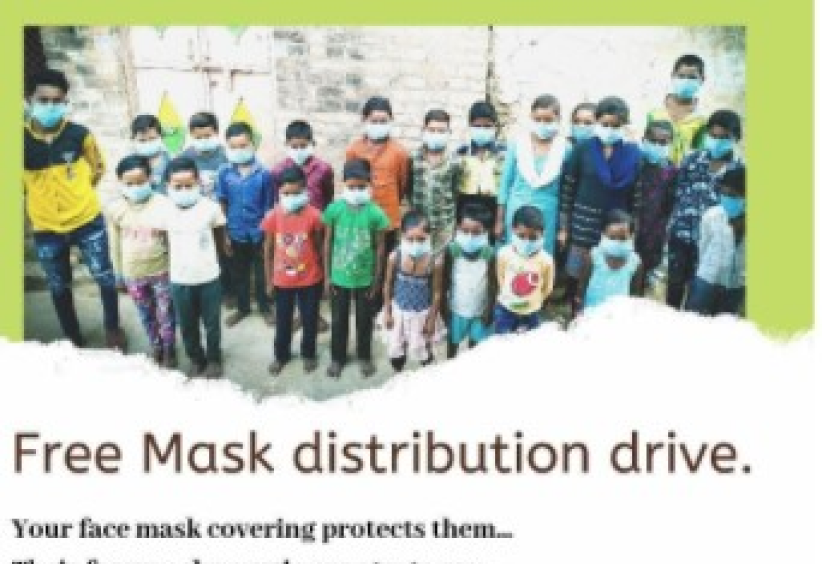 Free Mask distribution drive.
Your face mask covering protects them...